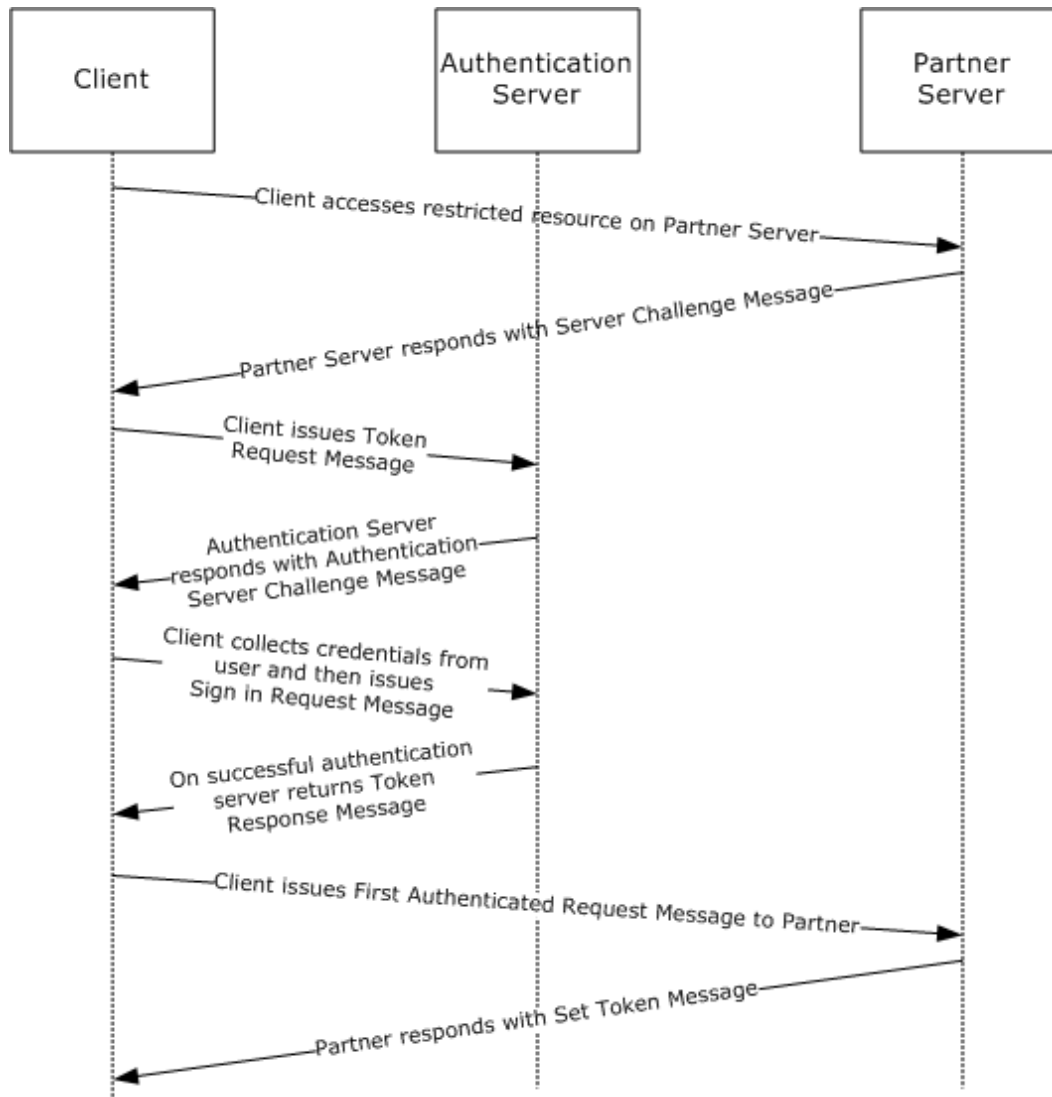 Client
Authentication
Server
Partner
Server
Client accesses restricted resource on Partner Server
Partner Server responds with Server Challenge Message
Client issues Token
Request Message
Authentication Server
responds with Authentication
Server Challenge Message
Client collects credentials from
user and then issues
Sign in Request Message
On successful authentication
server returns Token
Response Message
Client issues First Authenticated Request Message to Partner
Partner responds with Set Token Message